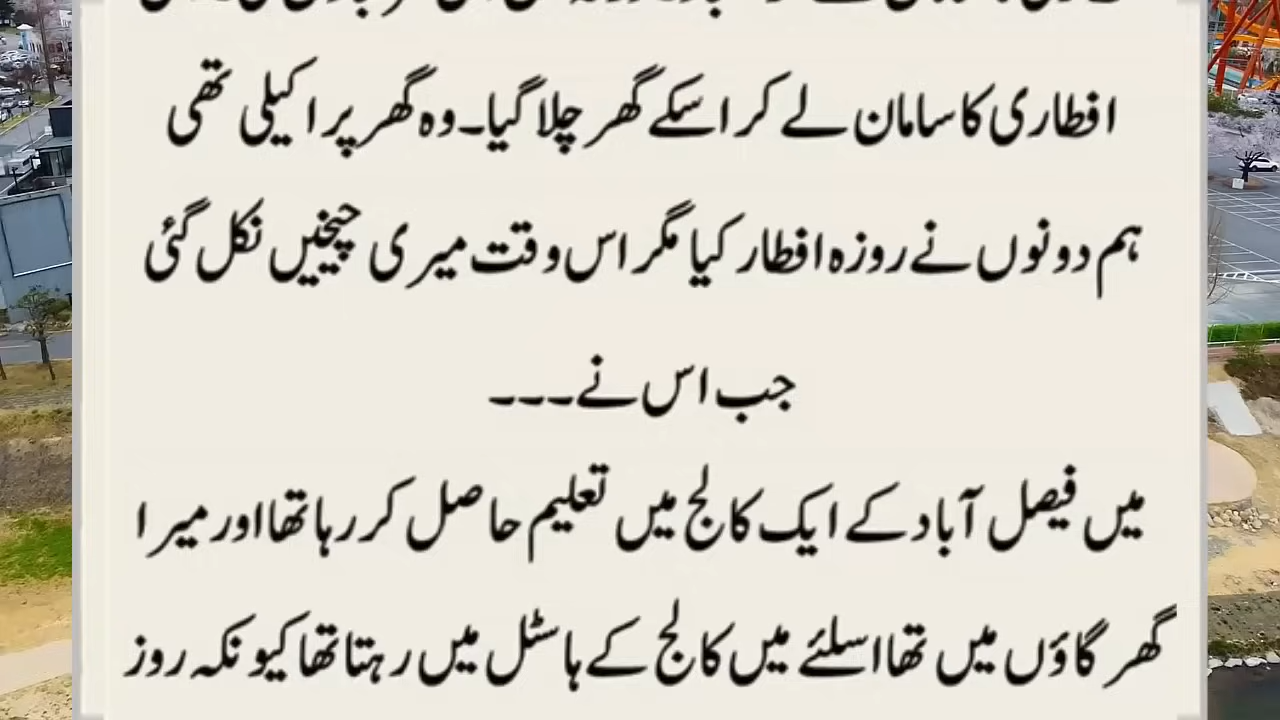 افطاری کا سامان لے کر اسکے گھر چلا گیا۔ وہ گھر پر اکیلی تھی
ہم دونوں نے روزہ افطار کیا مگر اس وقت میری چیخیں نکل گئی
جب اس نے۔۔۔
میں فیصل آباد کے ایک کالج میں تعلیم حاصل کر رہا تھا اور میرا
گھر گاؤں میں تھا اسلئے میں کالج کے ہاسٹل میں رہتا تھا کیونکہ روز